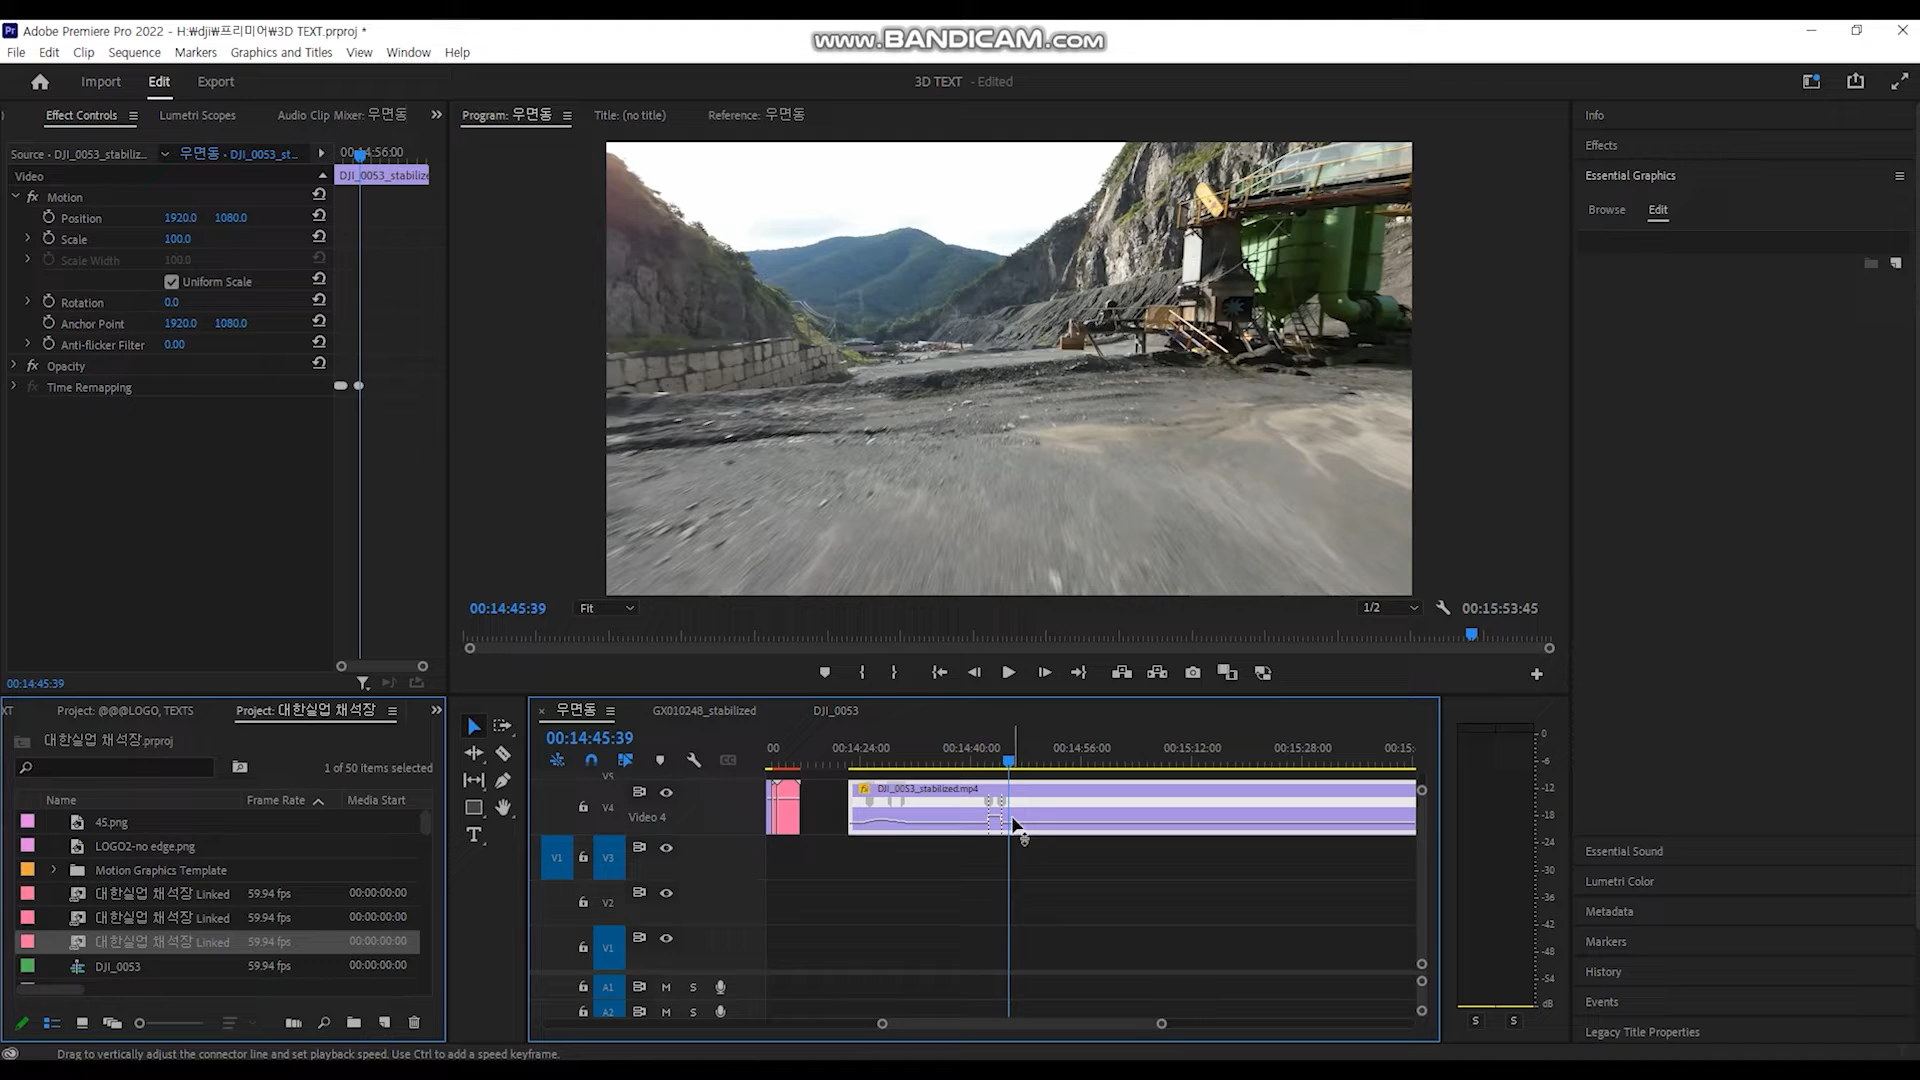 www.BANDICAM.com
Adobe Premiere Pro 2022 - H:₩dji₩프리미어₩3D TEXT.prproj *
File Edit Clip Sequence Markers Graphics and Titles View Window Help
Import Edit Export
3D TEXT - Edited
Effect Controls Lumetri Scopes Audio Clip Mixer: 우면동
Source - DJI_0053_stabiliz... 우면동 - DJI_0053_st...
Video
DJI_0053_stabilize
Motion
Position 1920.0 1080.0
Scale 100.0
Scale Width 100.0
Uniform Scale
Rotation 0.0
Anchor Point 1920.0 1080.0
Anti-flicker Filter 0.00
Opacity
Time Remapping
00:14:45:39
Program: 우면동 Title: (no title) Reference: 우면동
00:14:45:39 Fit 1/2 00:15:53:45
Info
Effects
Essential Graphics
Browse Edit
Essential Sound
Lumetri Color
Metadata
Markers
History
Events
Legacy Title Properties
XT Project: @@@LOGO, TEXTS Project: 대한실업 채석장
대한실업 채석장.prproj
1 of 50 items selected
Name Frame Rate Media Start
45.png
LOGO2-no edge.png
Motion Graphics Template
대한실업 채석장 Linked 59.94 fps 00:00:00:00
대한실업 채석장 Linked 59.94 fps 00:00:00:00
대한실업 채석장 Linked 59.94 fps 00:00:00:00
DJI_0053 59.94 fps 00:00:00:00
우면동 GX010248_stabilized DJI_0053
00:14:45:39
00 00:14:24:00 00:14:40:00 00:14:56:00 00:15:12:00 00:15:28:00 00:15:
V5
V4
Video 4
fx DJI_0053_stabilized.mp4
V1 V3
V2
V1
A1 M S
A2 M S
0
-6
-12
-18
-24
-30
-36
-42
-48
-54
dB
S S
Drag to vertically adjust the connector line and set playback speed. Use Ctrl to add a speed keyframe.